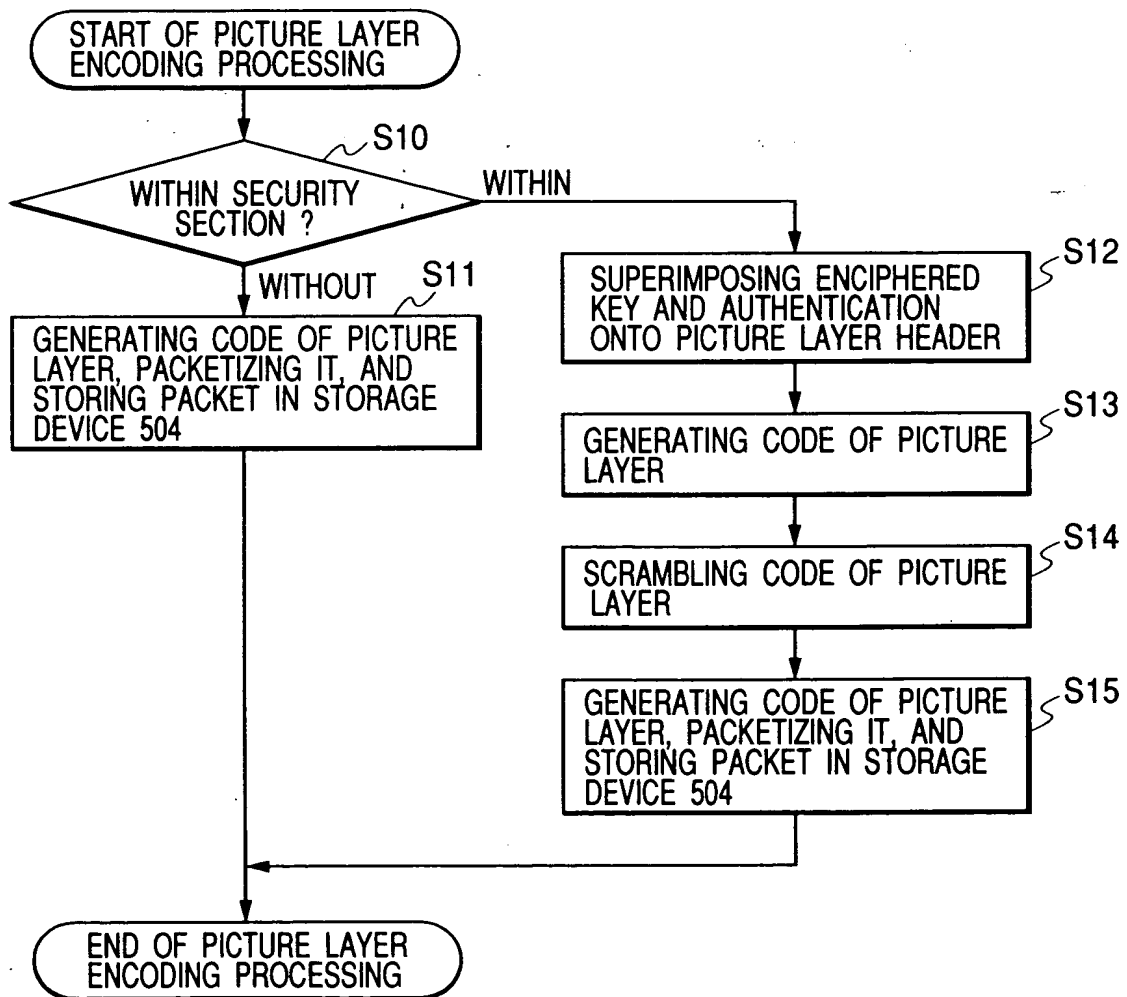 START OF PICTURE LAYER
ENCODING PROCESSING
S10
WITHIN SECURITY
SECTION ?
WITHIN
WITHOUT
S11
GENERATING CODE OF PICTURE
LAYER, PACKETIZING IT, AND
STORING PACKET IN STORAGE
DEVICE 504
S12
SUPERIMPOSING ENCIPHERED
KEY AND AUTHENTICATION
ONTO PICTURE LAYER HEADER
S13
GENERATING CODE OF PICTURE
LAYER
S14
SCRAMBLING CODE OF PICTURE
LAYER
S15
GENERATING CODE OF PICTURE
LAYER, PACKETIZING IT, AND
STORING PACKET IN STORAGE
DEVICE 504
END OF PICTURE LAYER
ENCODING PROCESSING